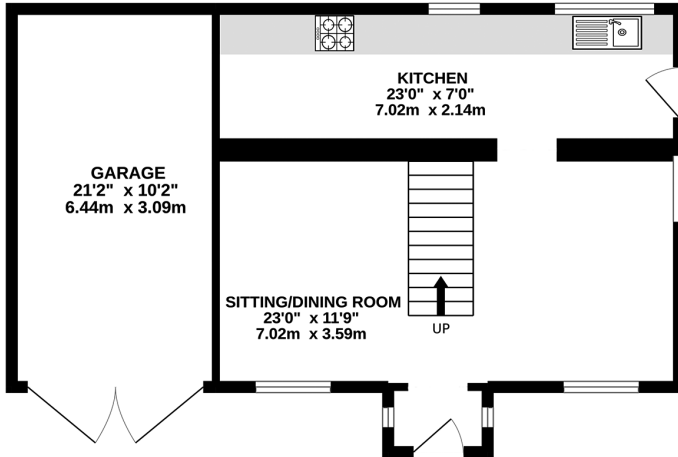 KITCHEN
23'0" x 7'0"
7.02m x 2.14m
GARAGE
21'2" x 10'2"
6.44m x 3.09m
SITTING/DINING ROOM
23'0" x 11'9"
7.02m x 3.59m
UP